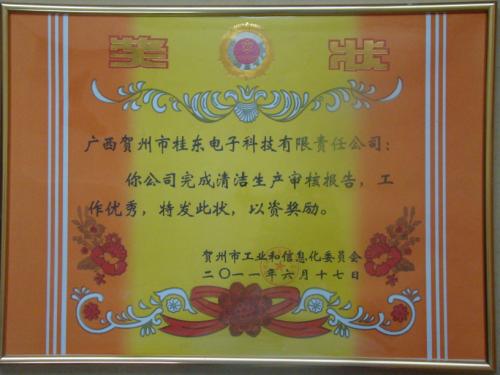 奖状
广西贺州市桂东电子科技有限责任公司：
你公司完成清洁生产审核报告，工
作优秀，特发此状，以资奖励。
贺州市工业和信息化委员会
二〇一一年六月十七日